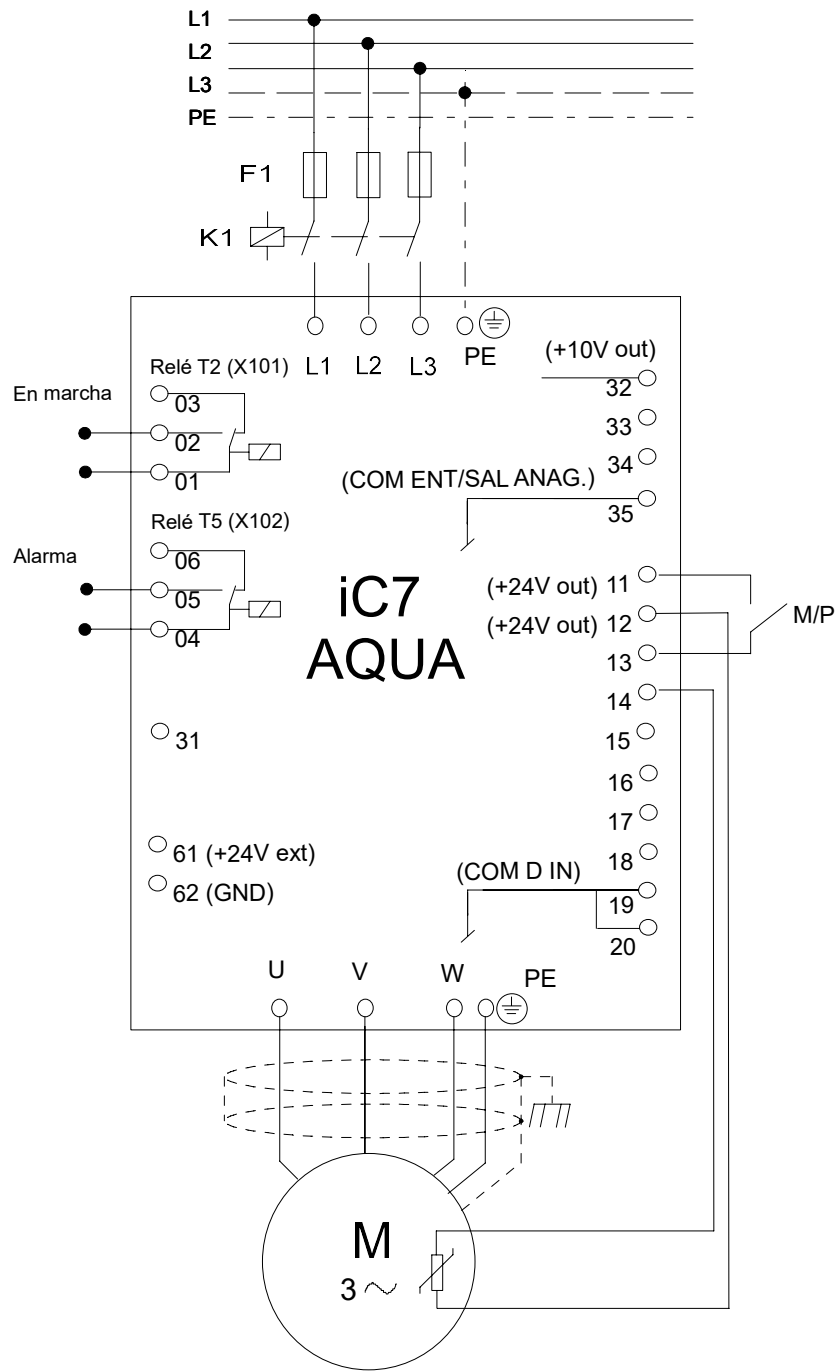 L1
L2
L3
PE
F1
K1
L1 L2 L3 PE
Relé T2 (X101)
03
En marcha
02
01
Relé T5 (X102)
06
Alarma
05
04
31
61 (+24V ext)
62 (GND)
iC7
AQUA
(+10V out)
32
33
34
(COM ENT/SAL ANAG.)
35
(+24V out) 11
(+24V out) 12
M/P
13
14
15
16
17
18
(COM D IN)
19
20
U V W PE
M
3